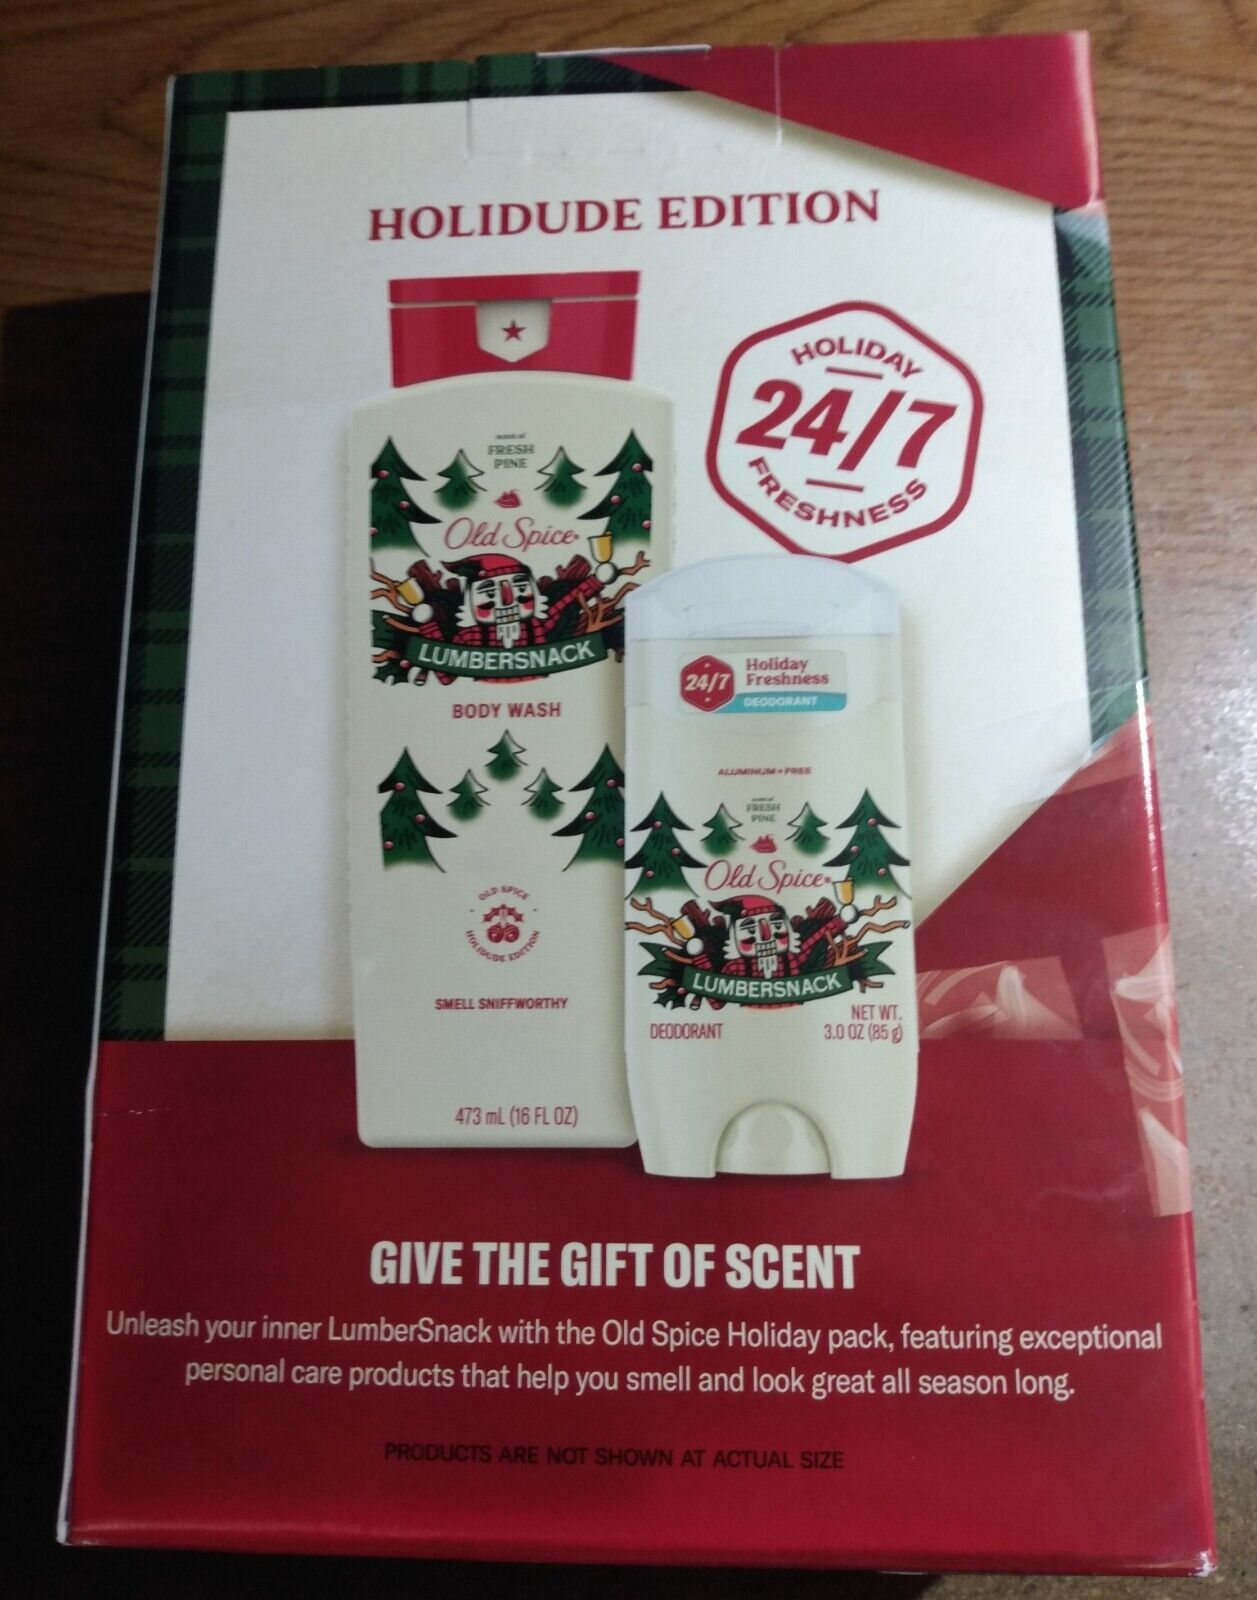 HOLIDUDE EDITION
HOLIDAY
24/7
FRESHNESS
scent of
FRESH
PINE
Old Spice
LUMBERSNACK
BODY WASH
OLD SPICE
HOLIDUDE EDITION
SMELL SNIFFWORTHY
473 mL (16 FL OZ)
24/7
Holiday
Freshness
DEODORANT
ALUMINUM FREE
scent of
FRESH
PINE
Old Spice
LUMBERSNACK
DEODORANT
NET WT.
3.0 OZ (85 g)
GIVE THE GIFT OF SCENT
Unleash your inner LumberSnack with the Old Spice Holiday pack, featuring exceptional
personal care products that help you smell and look great all season long.
PRODUCTS ARE NOT SHOWN AT ACTUAL SIZE